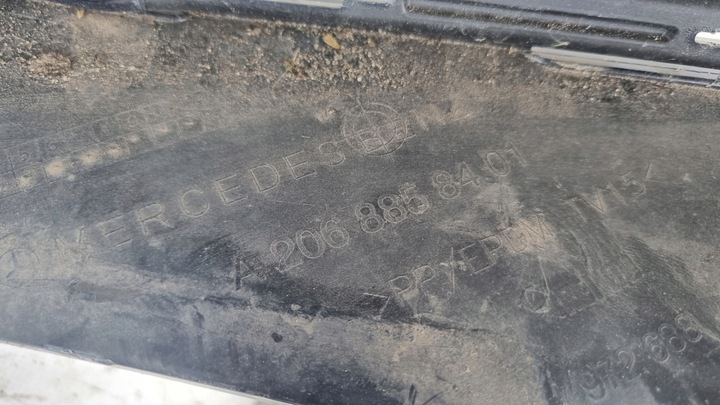 MERCEDES BENZ
A 206 885 84 01
>PP/EPDM TV15<